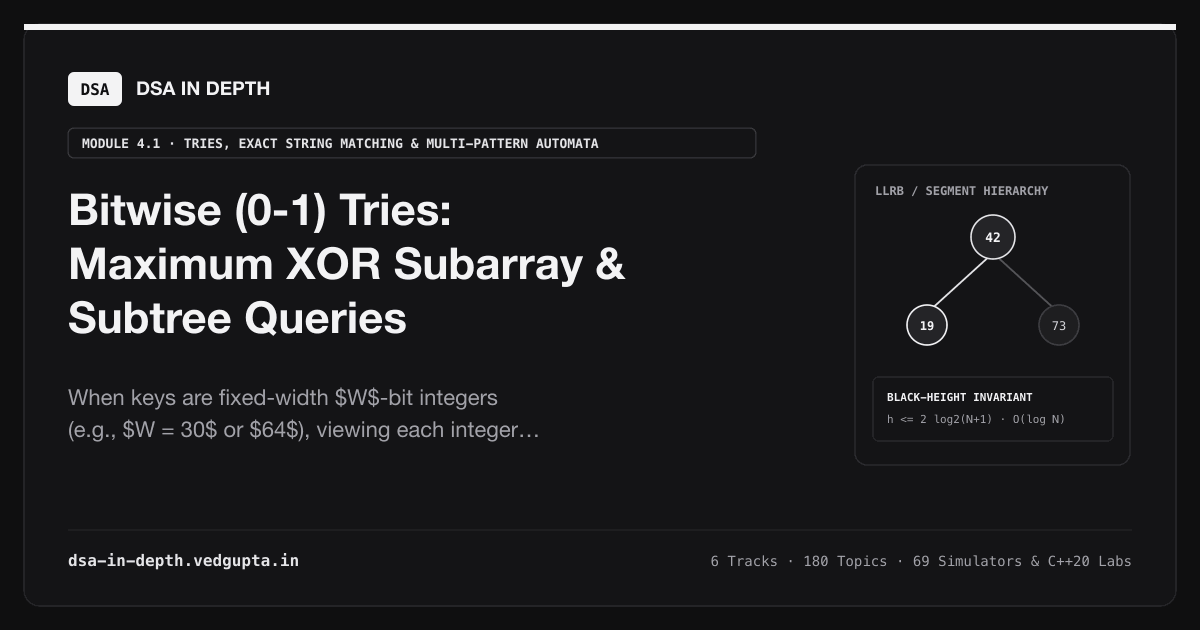 DSA
DSA IN DEPTH
MODULE 4.1 · TRIES, EXACT STRING MATCHING & MULTI-PATTERN AUTOMATA
Bitwise (0-1) Tries:
Maximum XOR Subarray &
Subtree Queries
When keys are fixed-width $W$-bit integers
(e.g., $W = 30$ or $64$), viewing each integer…
LLRB / SEGMENT HIERARCHY
42
19
73
BLACK-HEIGHT INVARIANT
h <= 2 log2(N+1) · O(log N)
dsa-in-depth.vedgupta.in
6 Tracks · 180 Topics · 69 Simulators & C++20 Labs